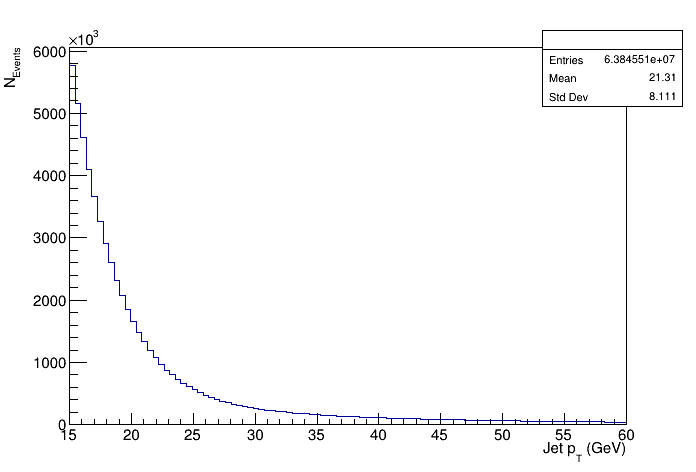 ×10³
N_Events
6000
5000
4000
3000
2000
1000
0
15 20 25 30 35 40 45 50 55 60
Jet p_T (GeV)
Entries 6.384551e+07
Mean 21.31
Std Dev 8.111